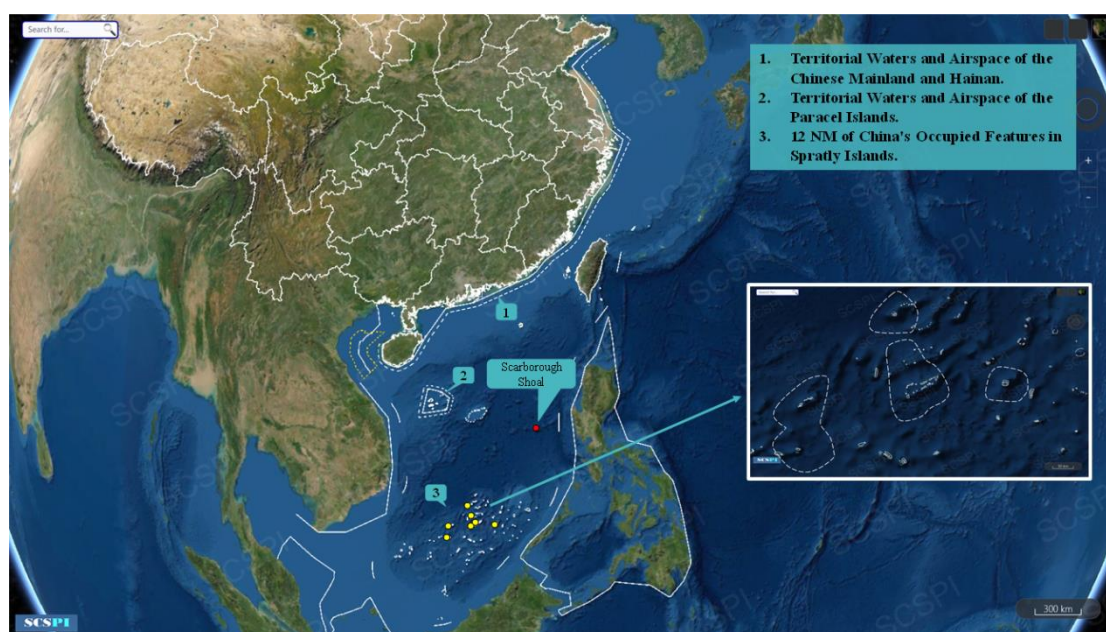 Search for...
1. Territorial Waters and Airspace of the
Chinese Mainland and Hainan.
2. Territorial Waters and Airspace of the
Paracel Islands.
3. 12 NM of China's Occupied Features in
Spratly Islands.
+
-
1
2
Scarborough
Shoal
3
SCSPI
300 km
SCSPI